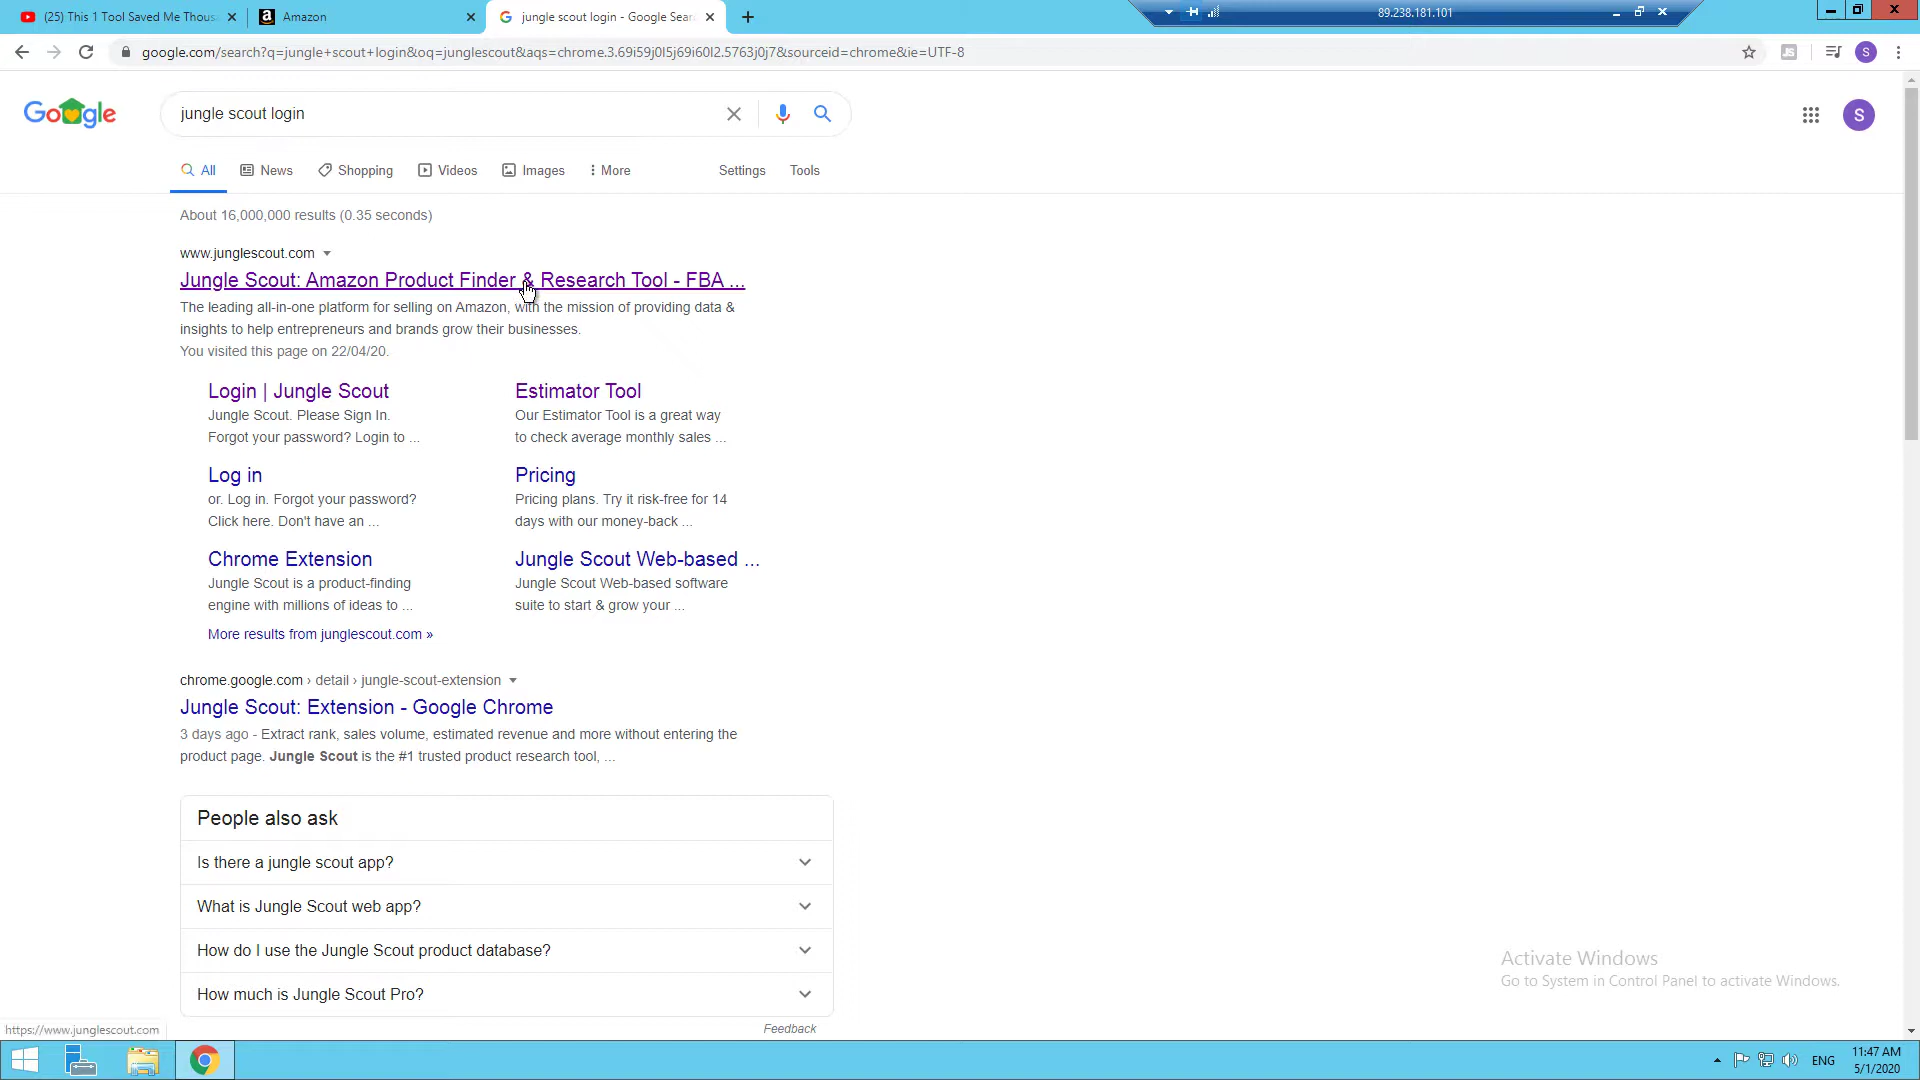 (25) This 1 Tool Saved Me Thous
Amazon
jungle scout login - Google Sear
89.238.181.101
google.com/search?q=jungle+scout+login&oq=junglescout&aqs=chrome.3.69i59j0l5j69i60l2.5763j0j7&sourceid=chrome&ie=UTF-8
JS
S
Google
jungle scout login
S
All
News
Shopping
Videos
Images
More
Settings
Tools
About 16,000,000 results (0.35 seconds)
www.junglescout.com
Jungle Scout: Amazon Product Finder & Research Tool - FBA ...
The leading all-in-one platform for selling on Amazon, with the mission of providing data &
insights to help entrepreneurs and brands grow their businesses.
You visited this page on 22/04/20.
Login | Jungle Scout
Jungle Scout. Please Sign In.
Forgot your password? Login to ...
Estimator Tool
Our Estimator Tool is a great way
to check average monthly sales ...
Log in
or. Log in. Forgot your password?
Click here. Don't have an ...
Pricing
Pricing plans. Try it risk-free for 14
days with our money-back ...
Chrome Extension
Jungle Scout is a product-finding
engine with millions of ideas to ...
Jungle Scout Web-based ...
Jungle Scout Web-based software
suite to start & grow your ...
More results from junglescout.com »
chrome.google.com › detail › jungle-scout-extension
Jungle Scout: Extension - Google Chrome
3 days ago - Extract rank, sales volume, estimated revenue and more without entering the
product page. Jungle Scout is the #1 trusted product research tool, ...
People also ask
Is there a jungle scout app?
What is Jungle Scout web app?
How do I use the Jungle Scout product database?
How much is Jungle Scout Pro?
Feedback
Activate Windows
Go to System in Control Panel to activate Windows.
https://www.junglescout.com
ENG
11:47 AM
5/1/2020